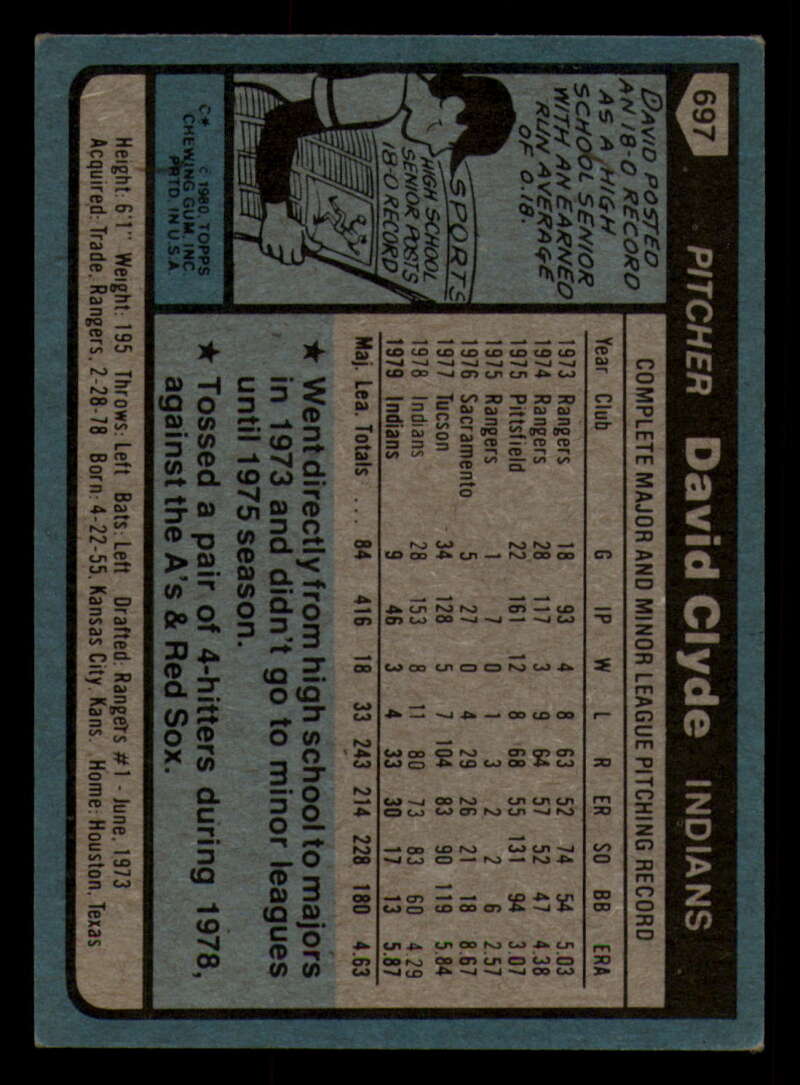 697
PITCHER David Clyde INDIANS
DAVID POSTED
AN 18-0 RECORD
AS A HIGH
SCHOOL SENIOR
WITH AN EARNED
RUN AVERAGE
OF 0.18.
SPORTS
HIGH SCHOOL
SENIOR POSTS
18-0 RECORD
C* © 1980 TOPPS
CHEWING GUM, INC.
PRTD. IN U.S.A.
COMPLETE MAJOR AND MINOR LEAGUE PITCHING RECORD
Year Club G IP W L R ER SO BB ERA
1973 Rangers 18 93 4 8 63 52 74 54 5.03
1974 Rangers 28 117 3 9 64 57 52 47 4.38
1975 Pittsfield 22 161 12 8 68 55 131 94 3.07
1975 Rangers 1 7 0 1 3 2 2 6 2.57
1976 Sacramento 5 27 0 4 29 26 21 18 8.67
1977 Tucson 34 128 5 7 104 83 90 119 5.84
1978 Indians 28 153 8 11 80 73 83 60 4.29
1979 Indians 9 46 3 4 33 30 17 13 5.87
Maj. Lea. Totals ... 84 416 18 33 243 214 228 180 4.63
★ Went directly from high school to majors
in 1973 and didn't go to minor leagues
until 1975 season.
★ Tossed a pair of 4-hitters during 1978,
against the A's & Red Sox.
Height: 6'1" Weight: 195 Throws: Left Bats: Left Drafted: Rangers #1 - June, 1973
Acquired: Trade, Rangers, 2-28-78 Born: 4-22-55, Kansas City, Kans. Home: Houston, Texas